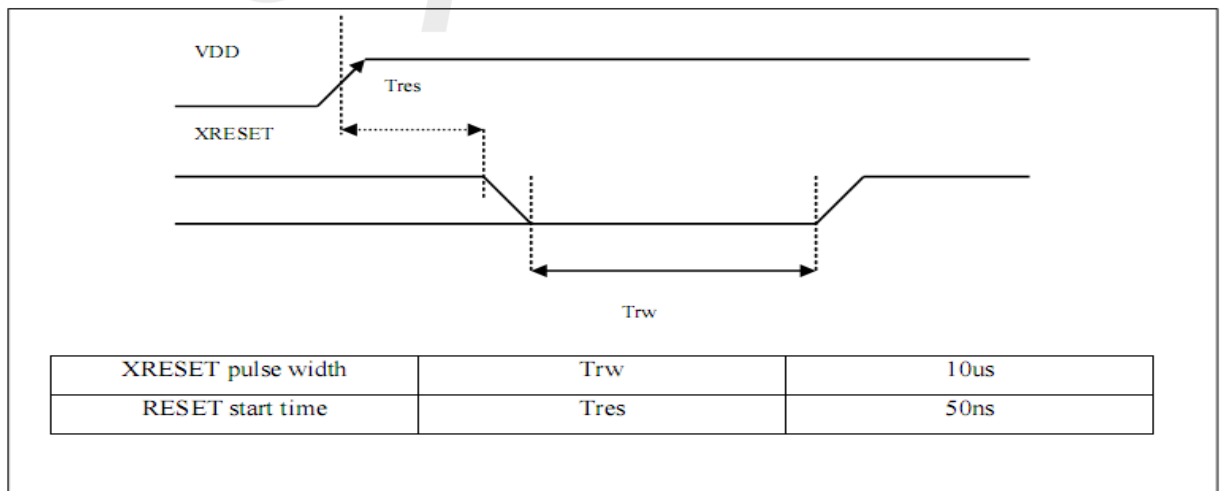 VDD
Tres
XRESET
Trw
XRESET pulse width Trw 10us
RESET start time Tres 50ns